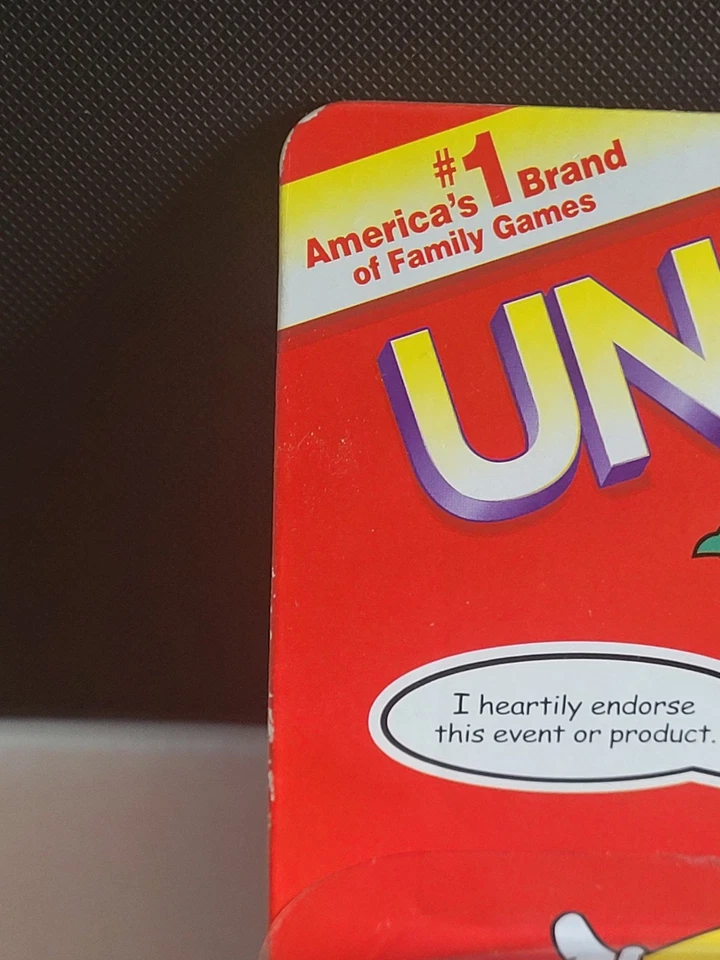 #1
America's Brand
of Family Games
UN
I heartily endorse
this event or product.